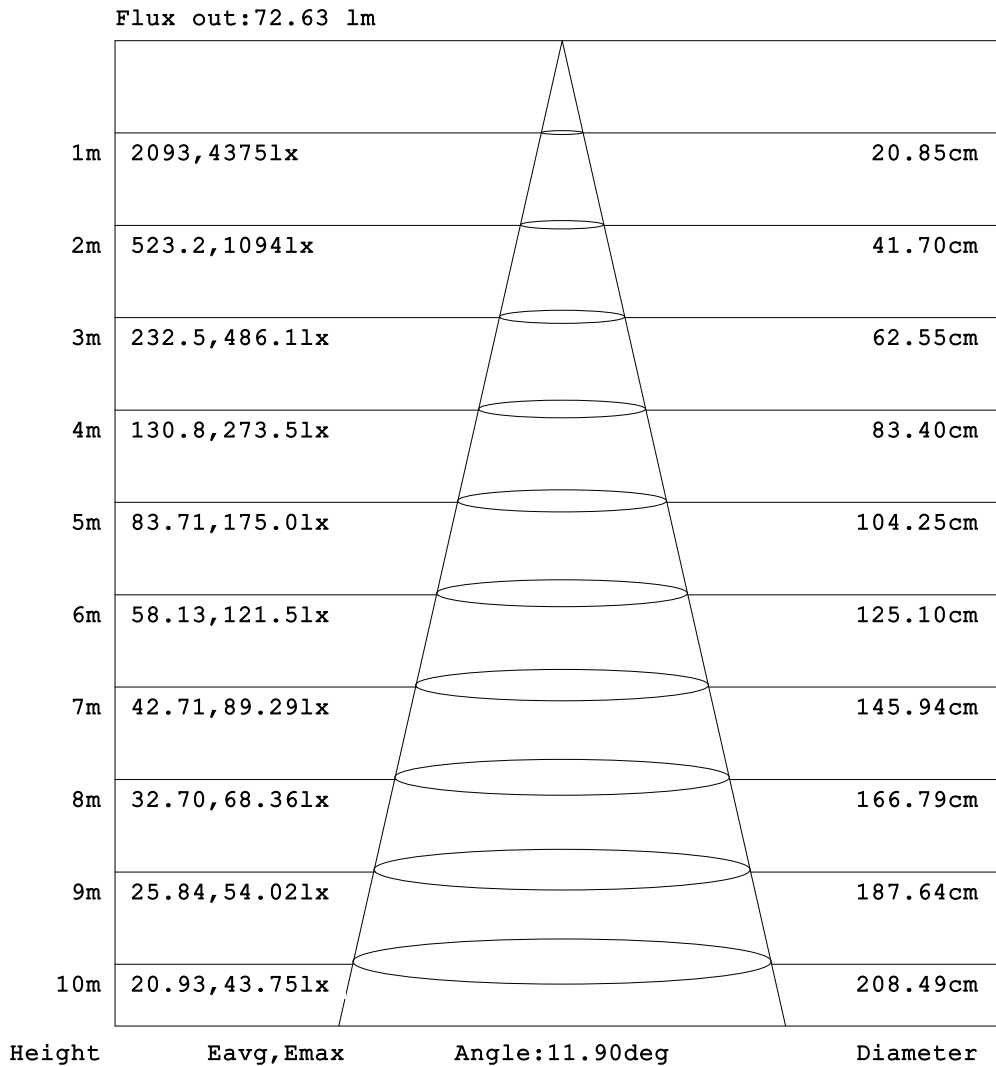 Flux out:72.63 lm
1m 2093,4375lx 20.85cm
2m 523.2,1094lx 41.70cm
3m 232.5,486.1lx 62.55cm
4m 130.8,273.5lx 83.40cm
5m 83.71,175.0lx 104.25cm
6m 58.13,121.5lx 125.10cm
7m 42.71,89.29lx 145.94cm
8m 32.70,68.36lx 166.79cm
9m 25.84,54.02lx 187.64cm
10m 20.93,43.75lx 208.49cm
Height Eavg,Emax Angle:11.90deg Diameter